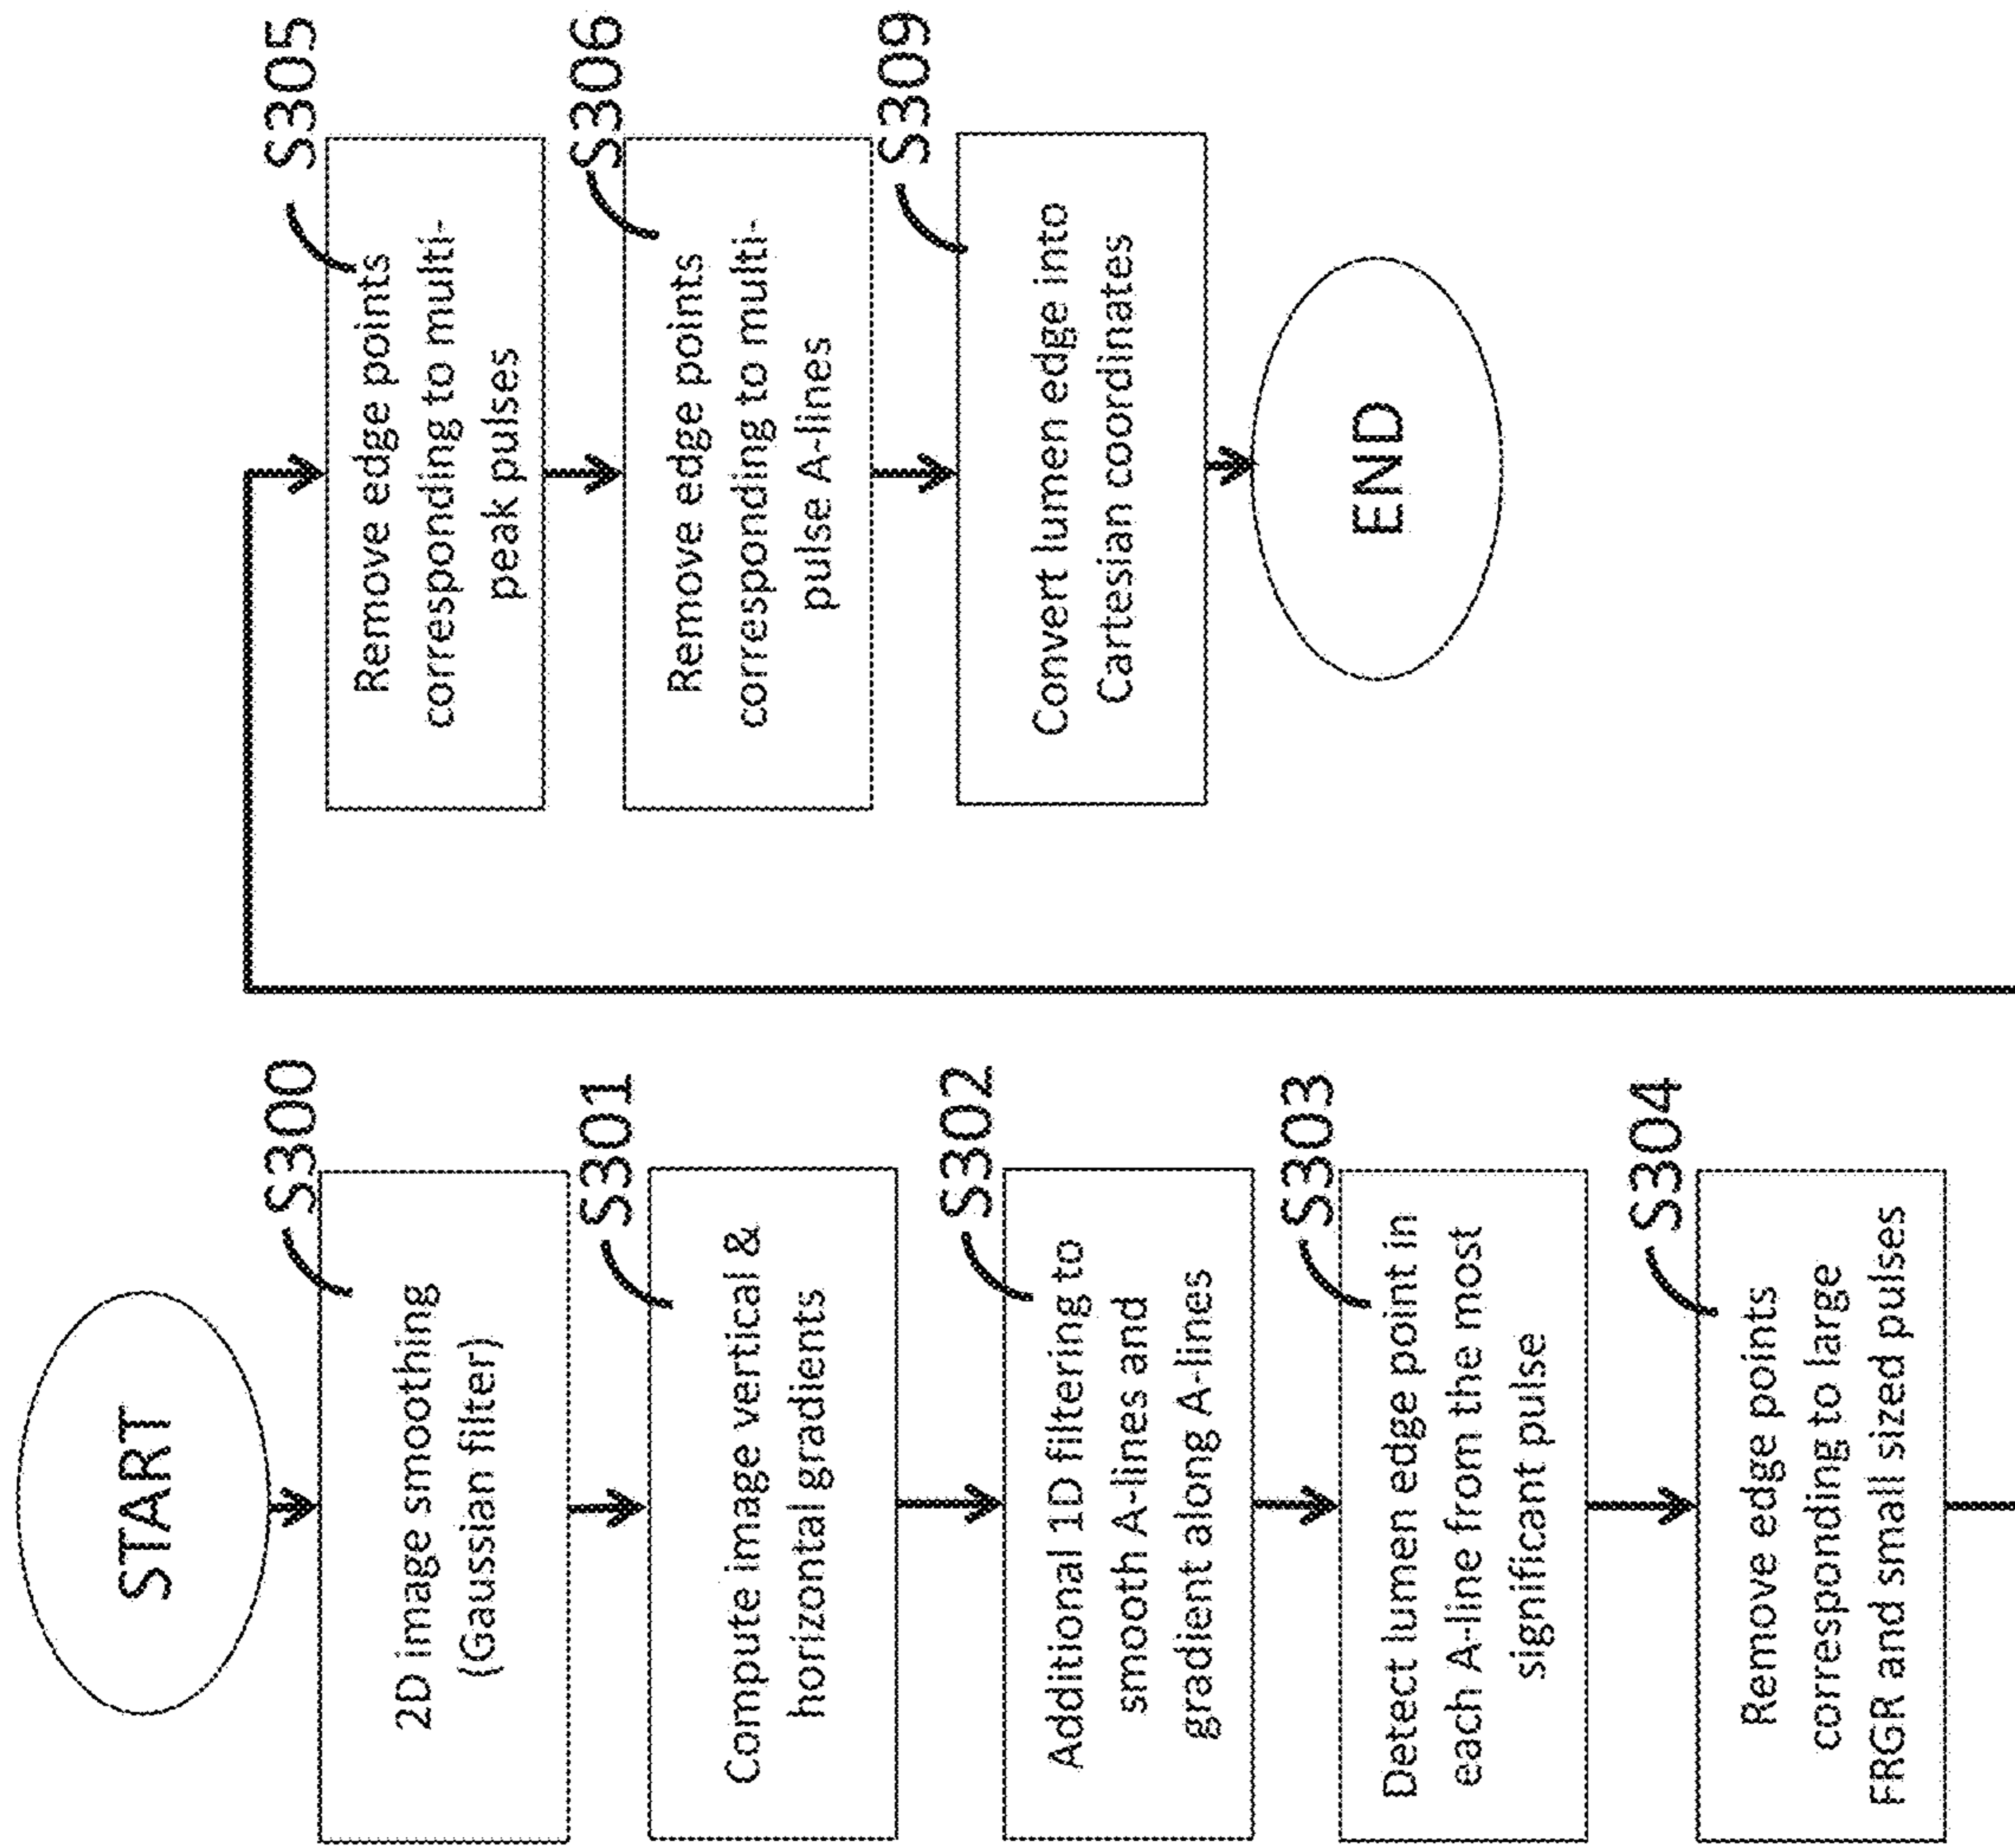 START
S300
2D image smoothing
(Gaussian filter)
S301
Compute image vertical &
horizontal gradients
S302
Additional 1D filtering to
smooth A-lines and
gradient along A-lines
S303
Detect lumen edge point in
each A-line from the most
significant pulse
S304
Remove edge points
corresponding to large
FRGR and small sized pulses
S305
Remove edge points
corresponding to multi-
peak pulses
S306
Remove edge points
corresponding to multi-
pulse A-lines
S309
Convert lumen edge into
Cartesian coordinates
END